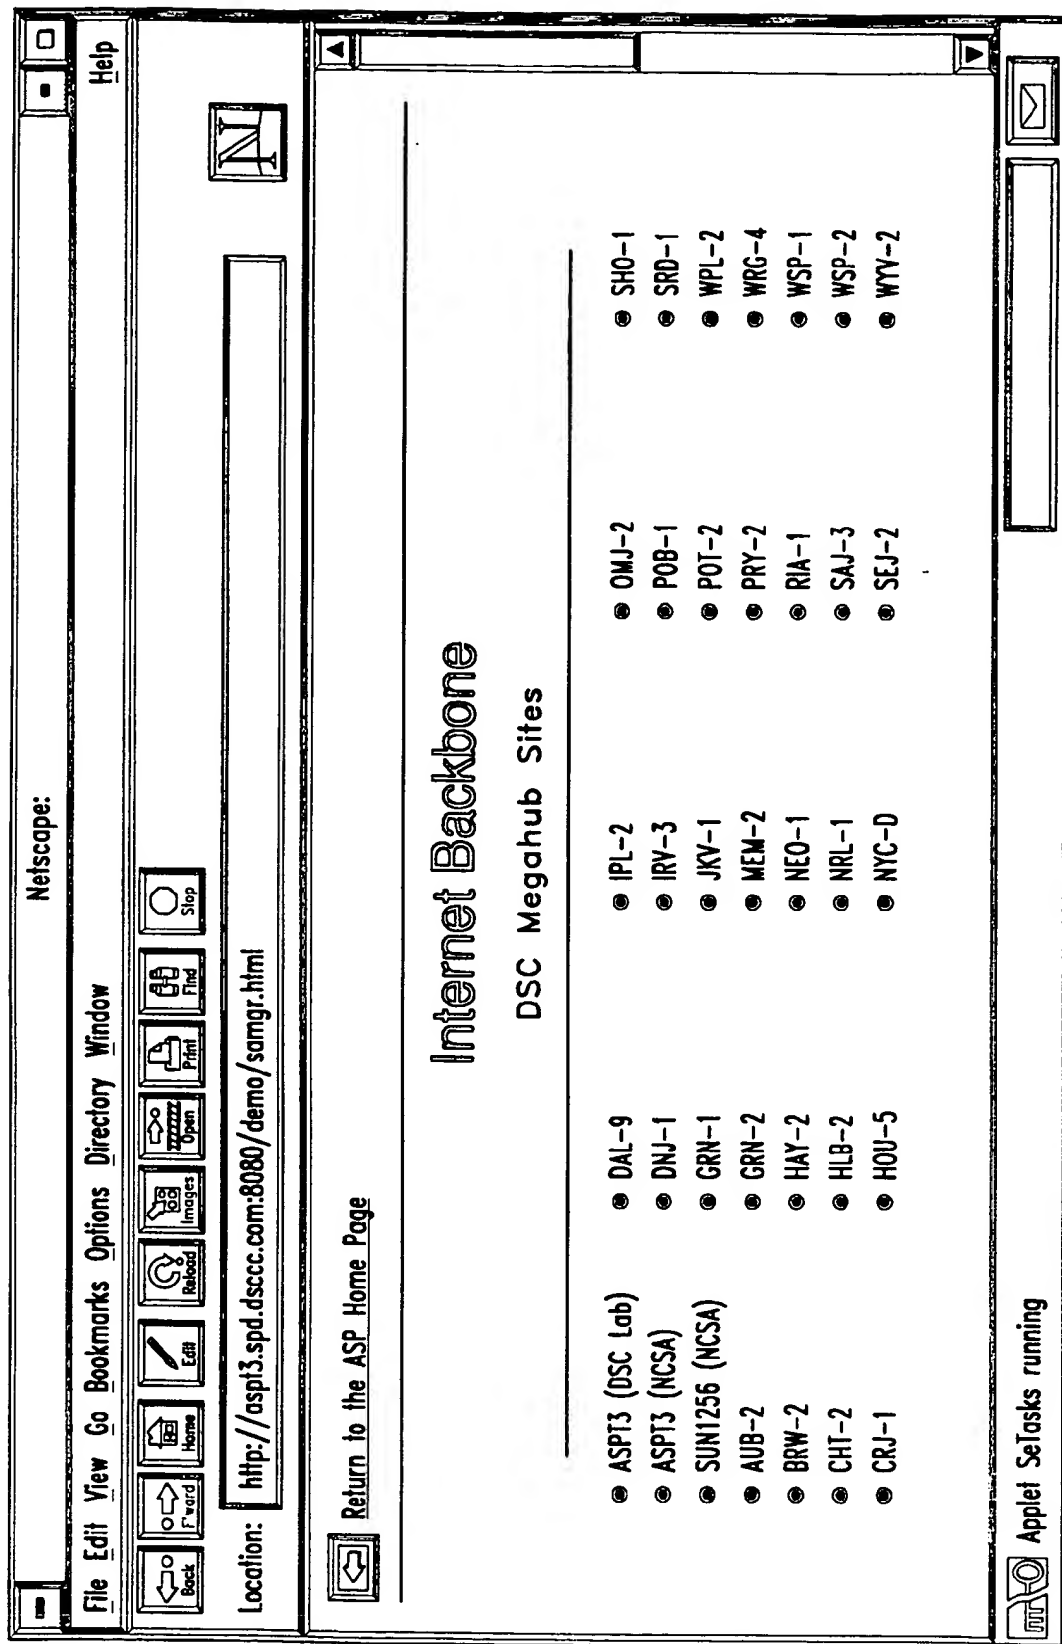 Netscape:
File Edit View Go Bookmarks Options Directory Window Help
Back F'ward Home Edit Reload Images Open Print Find Stop
Location: http://aspt3.spd.dsccc.com:8080/demo/samgr.html
N
Return to the ASP Home Page
Internet Backbone
DSC Megahub Sites
ASPT3 (DSC Lab) DAL-9 IPL-2 OMJ-2 SHO-1
ASPT3 (NCSA) DNJ-1 IRV-3 POB-1 SRD-1
SUN1256 (NCSA) GRN-1 JKV-1 POT-2 WPL-2
AUB-2 GRN-2 MEM-2 PRY-2 WRG-4
BRW-2 HAY-2 NEO-1 RIA-1 WSP-1
CHT-2 HLB-2 NRL-1 SAJ-3 WSP-2
CRJ-1 HOU-5 NYC-D SEJ-2 WYV-2
Applet SeTasks running